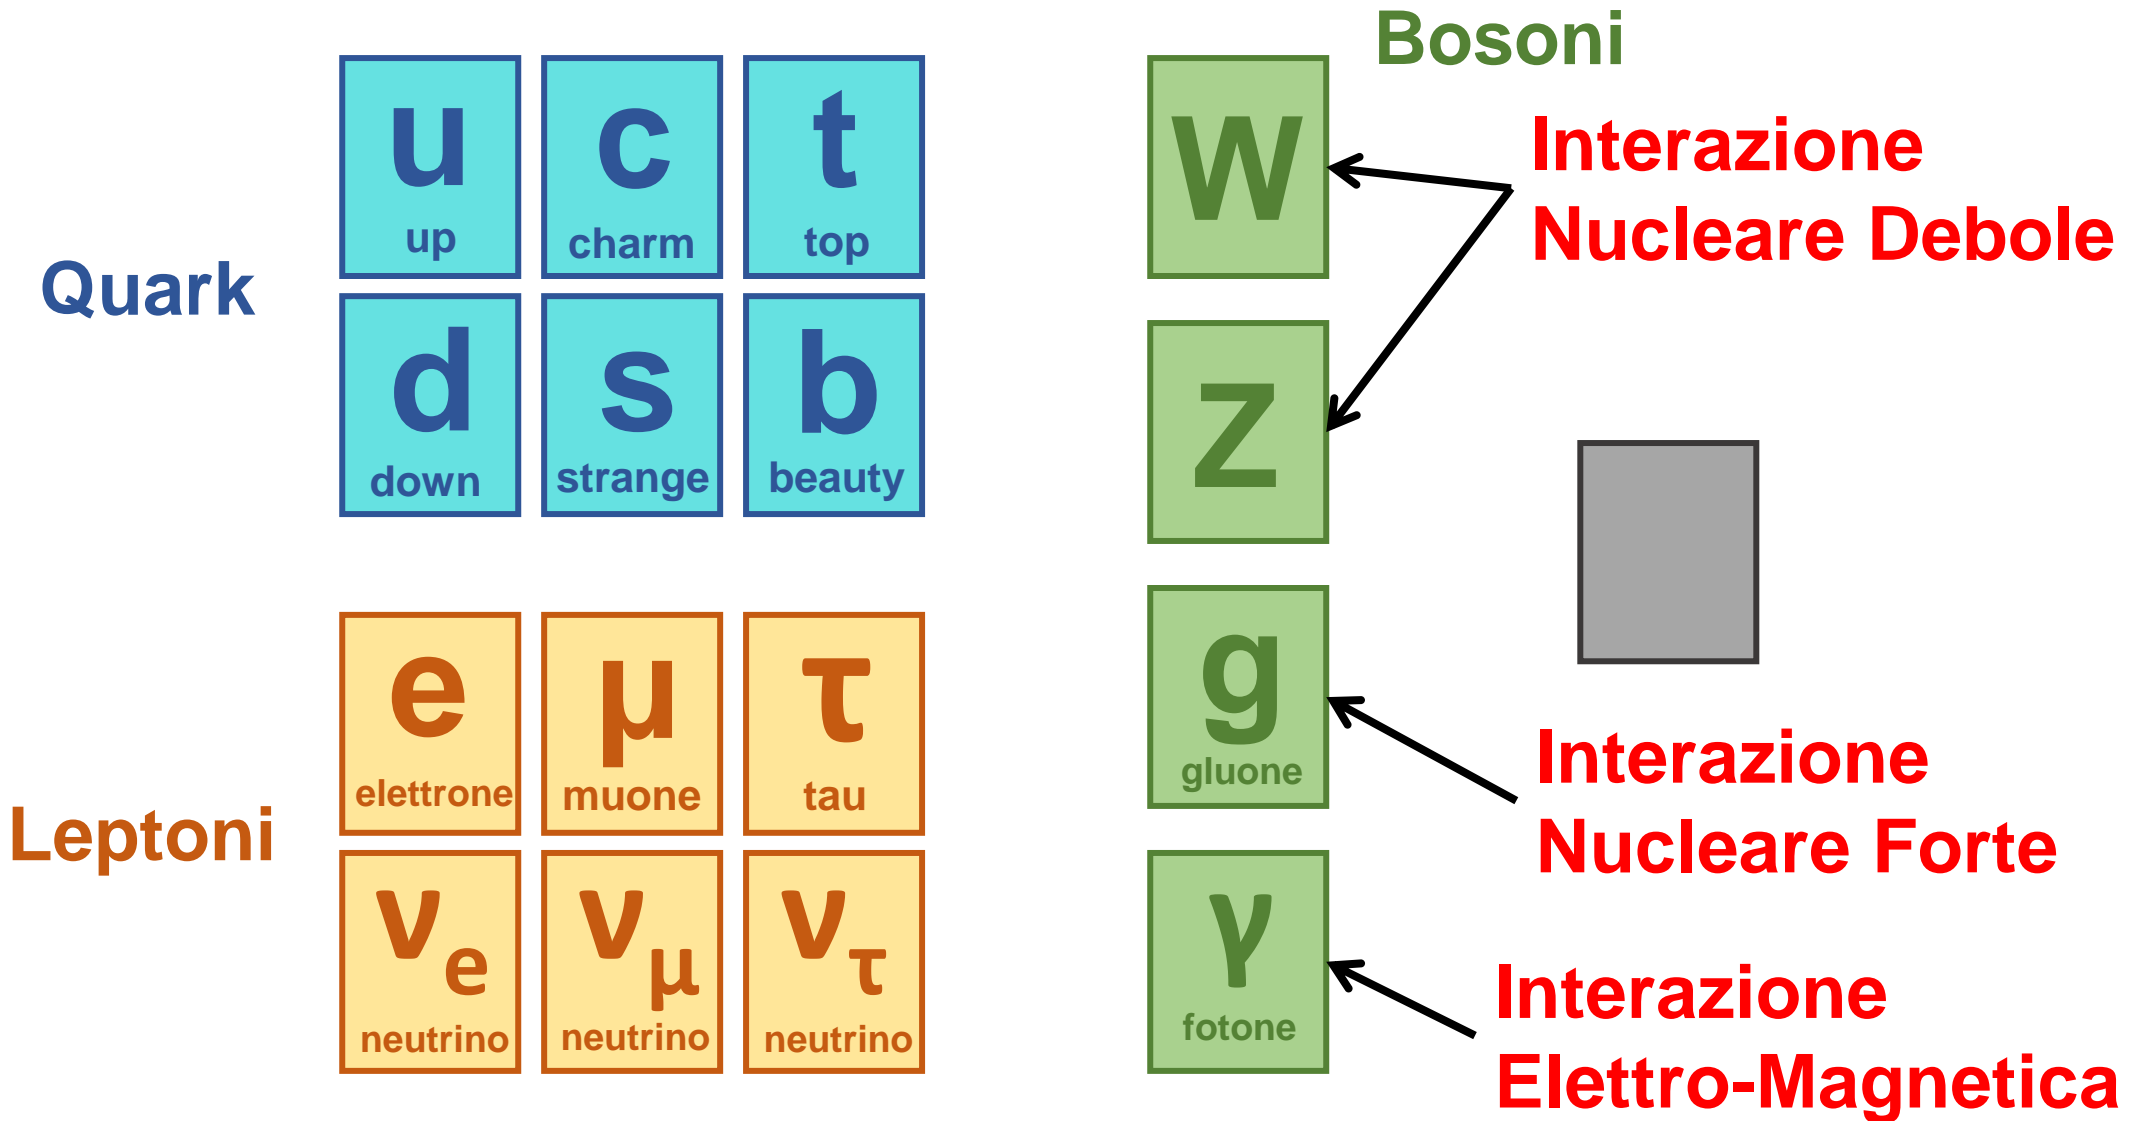 Bosoni
Quark
u
up
c
charm
t
top
d
down
s
strange
b
beauty
Leptoni
e
elettrone
μ
muone
τ
tau
νe
neutrino
νμ
neutrino
ντ
neutrino
W
Z
g
gluone
γ
fotone
Interazione
Nucleare Debole
Interazione
Nucleare Forte
Interazione
Elettro-Magnetica